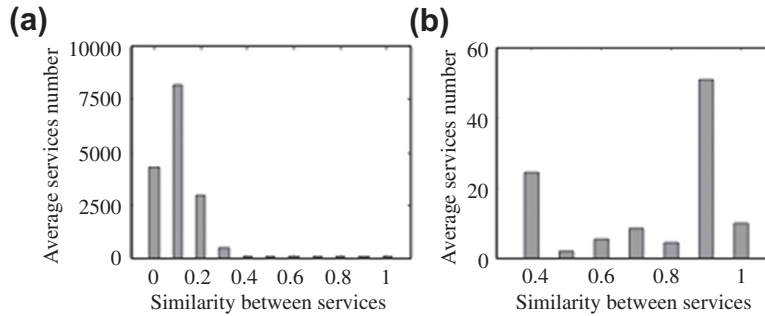 (a)
Average services number
10000
7500
5000
2500
0
0 0.2 0.4 0.6 0.8 1
Similarity between services
(b)
Average services number
60
40
20
0
0.4 0.6 0.8 1
Similarity between services